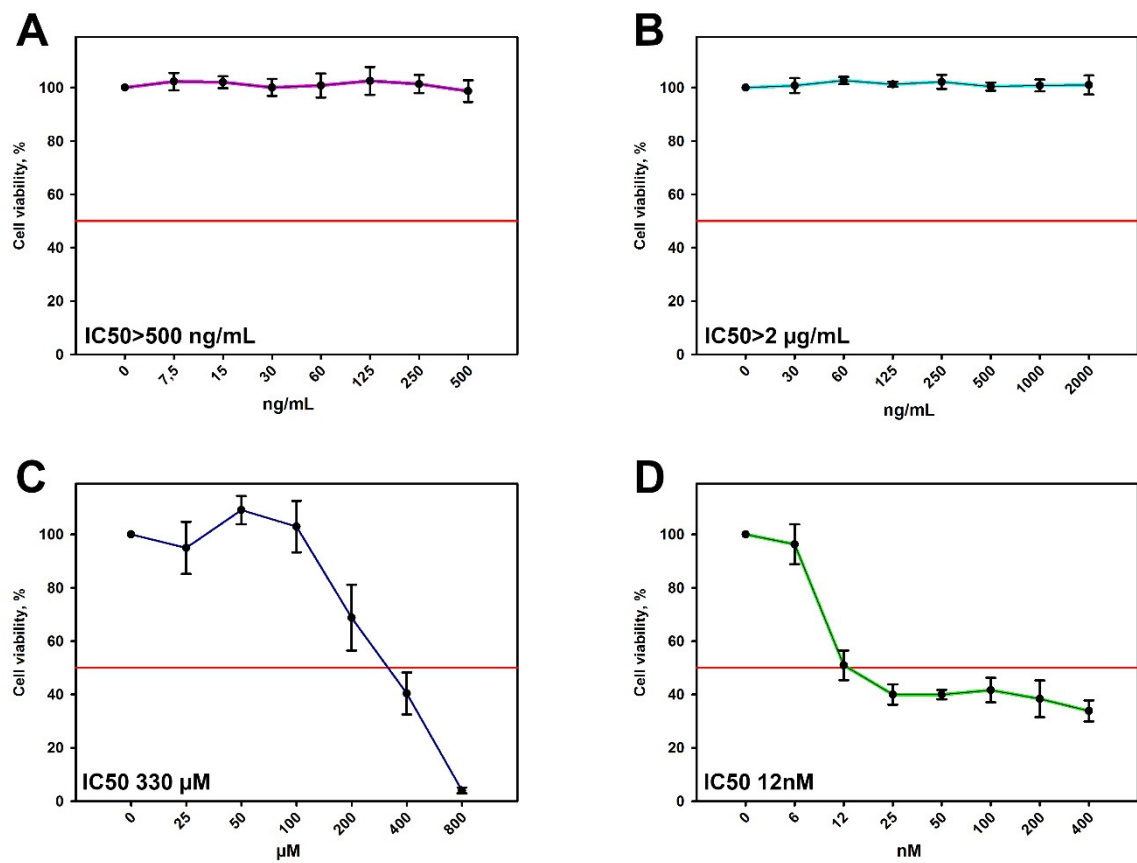 A
Cell viability, %
100
80
60
40
20
0
IC50>500 ng/mL
0 7,5 15 30 60 125 250 500
ng/mL
B
Cell viability, %
100
80
60
40
20
0
IC50>2 µg/mL
0 30 60 125 250 500 1000 2000
ng/mL
C
Cell viability, %
100
80
60
40
20
0
IC50 330 µM
0 25 50 100 200 400 800
µM
D
Cell viability, %
100
80
60
40
20
0
IC50 12nM
0 6 12 25 50 100 200 400
nM